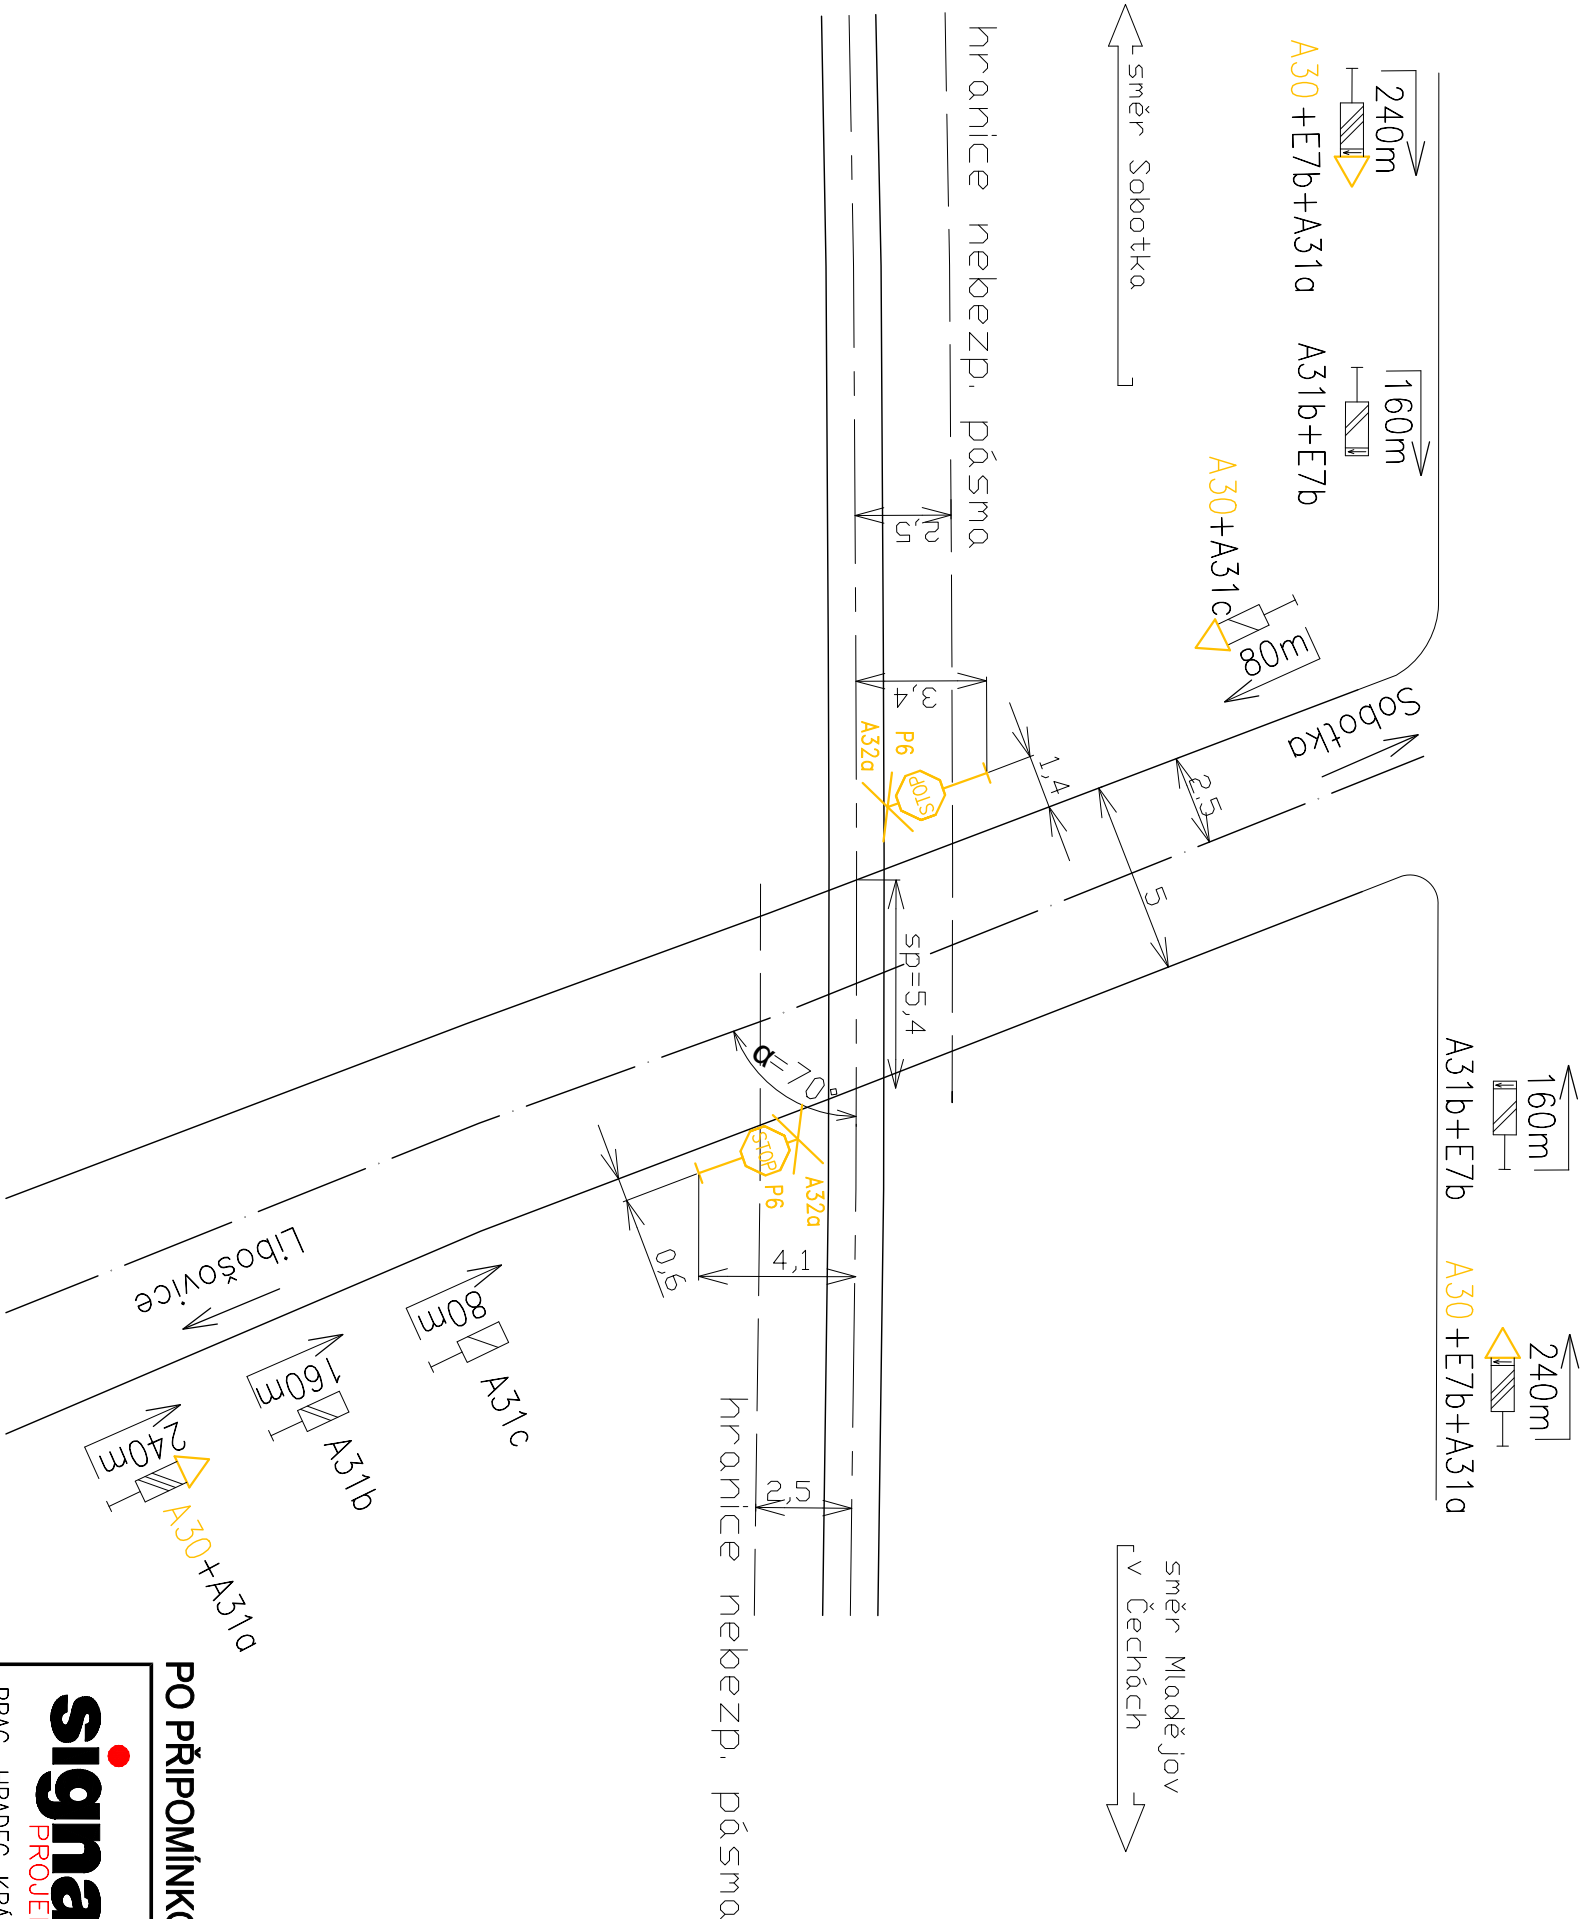 240m
A30+E7b+A31a
160m
A31b+E7b
směr Sobotka
hranice nebezp. pásma
A30+A31c
80m
Sobotka
2,5
3,4
P6
A32a
STOP
1,4
2,5
5
sp=5,4
α=70°
160m
A31b+E7b
240m
A30+E7b+A31a
STOP
P6
A32a
0,6
4,1
Libošovice
80m
A31c
160m
A31b
240m
A30+A31a
2,5
hranice nebezp. pásma
směr Mladějov
v Čechách
PO PŘIPOMÍNK
signa
PROJE